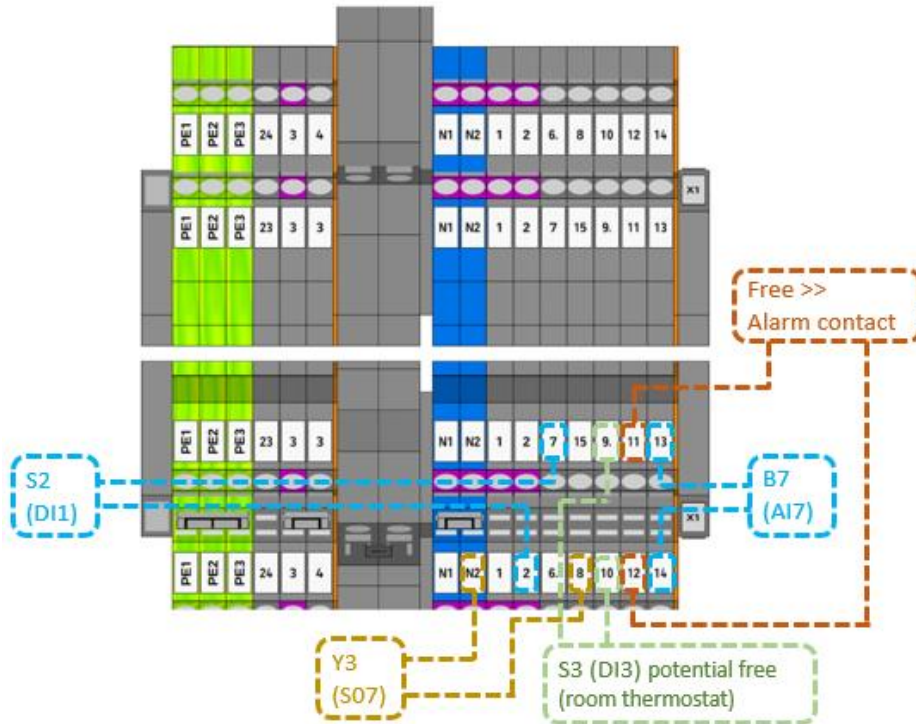 PE1 PE2 PE3 24 3 4 N1 N2 1 2 6. 8 10 12 14
X1
PE1 PE2 PE3 23 3 3 N1 N2 1 2 7 15 9. 11 13
Free >>
Alarm contact
PE1 PE2 PE3 23 3 3 N1 N2 1 2 7 15 9. 11 13
S2
(DI1)
B7
(AI7)
X1
PE1 PE2 PE3 24 3 4 N1 N2 1 2 6. 8 10 12 14
Y3
(S07)
S3 (DI3) potential free
(room thermostat)